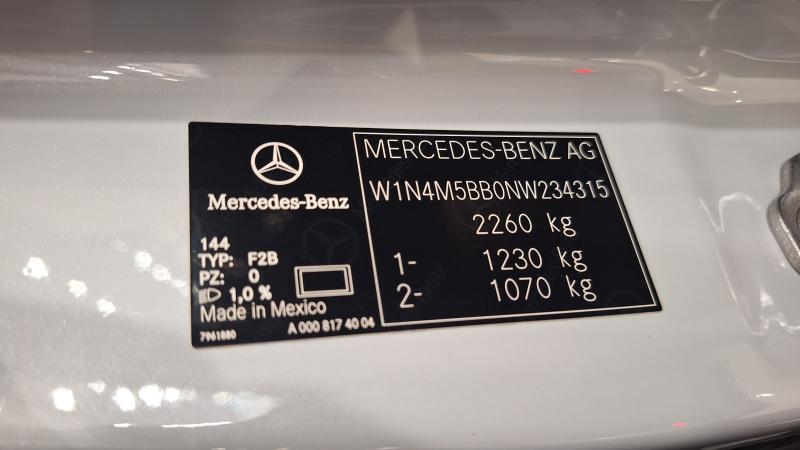 Mercedes-Benz
144
TYP: F2B
PZ: 0
1,0 %
Made in Mexico
7961880
A 000 817 40 04
MERCEDES-BENZ AG
W1N4M5BB0NW234315
2260 kg
1- 1230 kg
2- 1070 kg